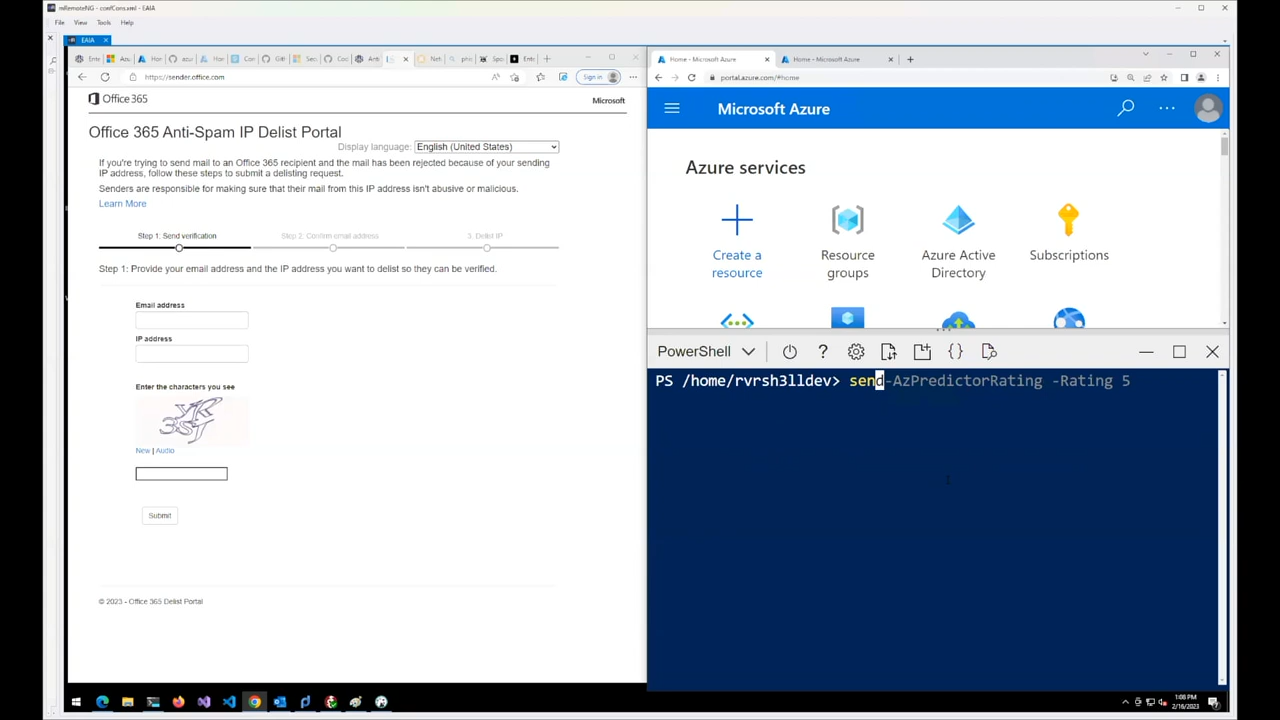 mRemoteNG - confCons.xml - EAIA
File View Tools Help
EAIA
https://sender.office.com
Sign in
Office 365
Microsoft
Office 365 Anti-Spam IP Delist Portal
Display language: English (United States)
If you're trying to send mail to an Office 365 recipient and the mail has been rejected because of your sending
IP address, follow these steps to submit a delisting request.
Senders are responsible for making sure that their mail from this IP address isn't abusive or malicious.
Learn More
Step 1: Send verification
Step 2: Confirm email address
3. Delist IP
Step 1: Provide your email address and the IP address you want to delist so they can be verified.
Email address
IP address
Enter the characters you see
New | Audio
Submit
© 2023 - Office 365 Delist Portal
Home - Microsoft Azure
Home - Microsoft Azure
portal.azure.com/#home
Microsoft Azure
Azure services
Create a
resource
Resource
groups
Azure Active
Directory
Subscriptions
PowerShell
PS /home/rvrsh3lldev> send-AzPredictorRating -Rating 5
1:08 PM
2/16/2023